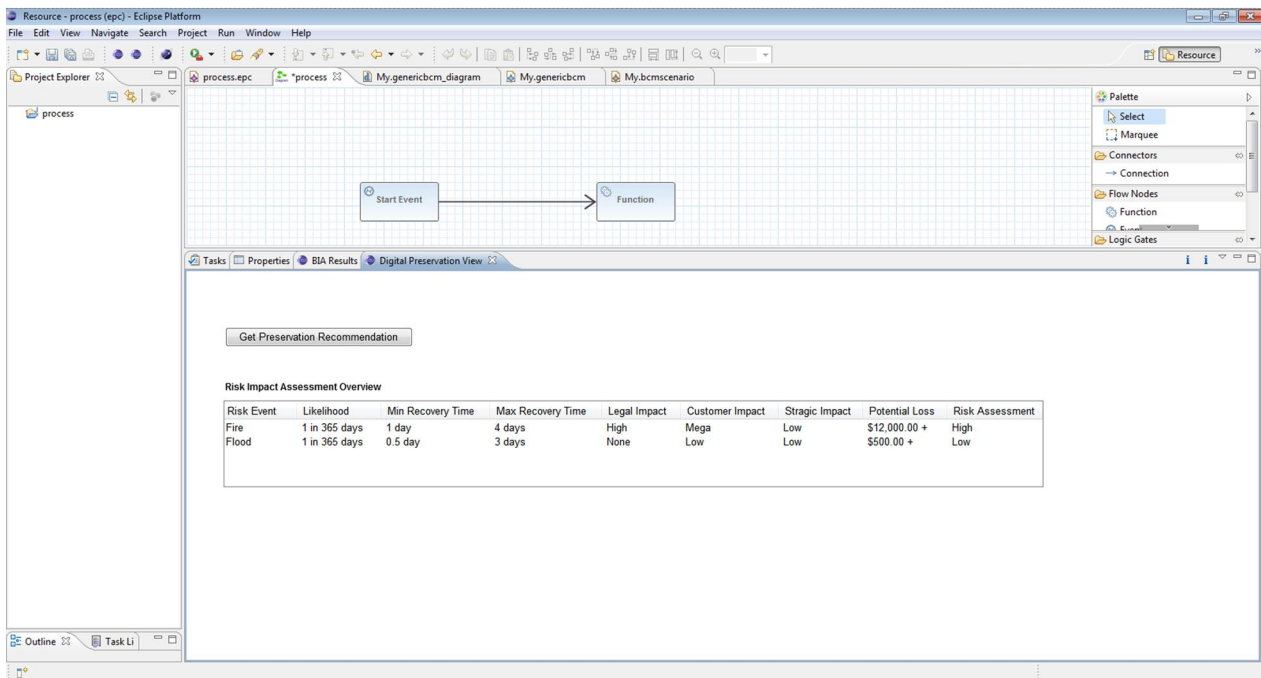 Resource - process (epc) - Eclipse Platform
File Edit View Navigate Search Project Run Window Help
Resource
Project Explorer
process.epc
*process
My.genericbcm_diagram
My.genericbcm
My.bcmscenario
process
Start Event
Function
Palette
Select
Marquee
Connectors
Connection
Flow Nodes
Function
Logic Gates
Tasks
Properties
BIA Results
Digital Preservation View
Get Preservation Recommendation
Risk Impact Assessment Overview
Risk Event Likelihood Min Recovery Time Max Recovery Time Legal Impact Customer Impact Stragic Impact Potential Loss Risk Assessment
Fire 1 in 365 days 1 day 4 days High Mega Low $12,000.00 + High
Flood 1 in 365 days 0.5 day 3 days None Low Low $500.00 + Low
Outline
Task Li